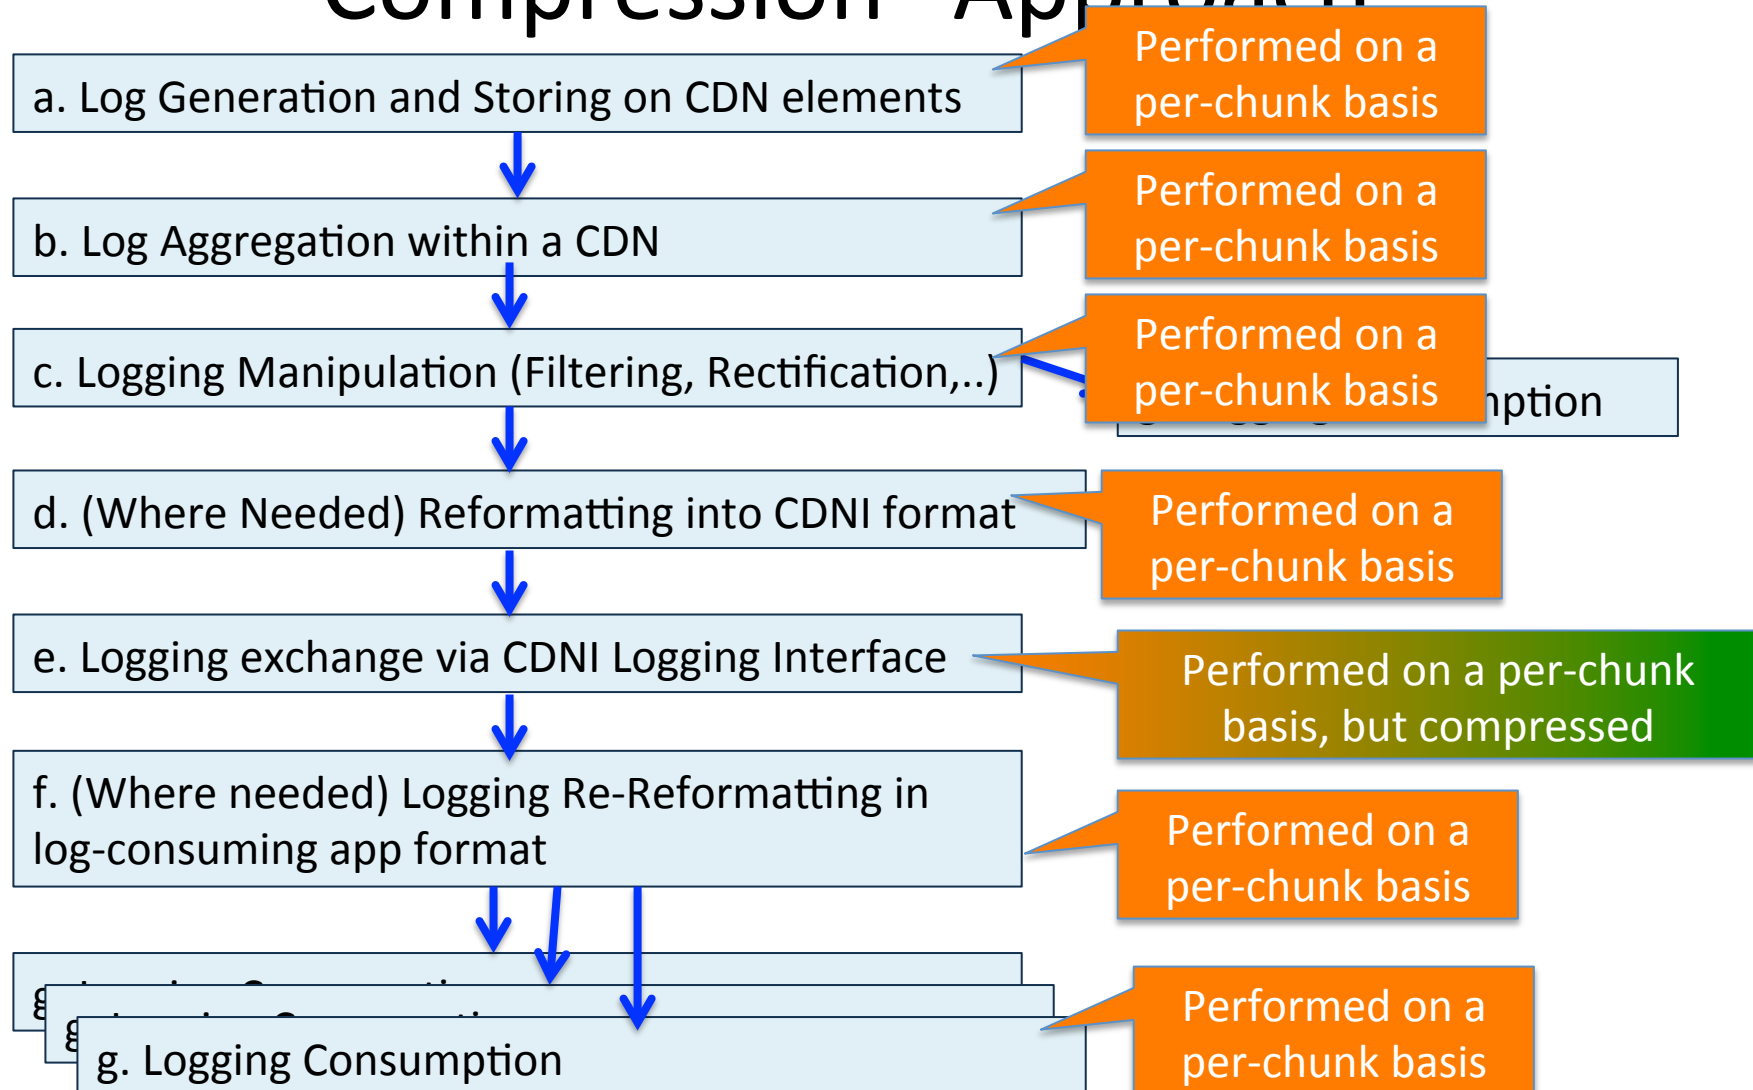 Compression Approach
Performed on a
per-chunk basis
a. Log Generation and Storing on CDN elements
Performed on a
per-chunk basis
b. Log Aggregation within a CDN
Performed on a
per-chunk basis
c. Logging Manipulation (Filtering, Rectification,..)
Performed on a
per-chunk basis
d. (Where Needed) Reformatting into CDNI format
e. Logging exchange via CDNI Logging Interface
Performed on a per-chunk
basis, but compressed
f. (Where needed) Logging Re-Reformatting in
log-consuming app format
Performed on a
per-chunk basis
g. Logging Consumption
Performed on a
per-chunk basis